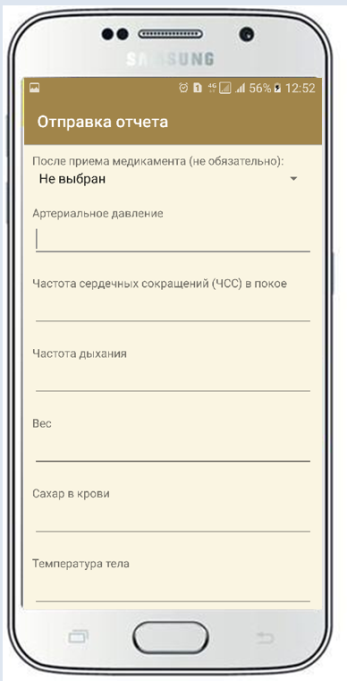 SAMSUNG
4G 56% 12:52
Отправка отчета
После приема медикамента (не обязательно):
Не выбран
Артериальное давление
Частота сердечных сокращений (ЧСС) в покое
Частота дыхания
Вес
Сахар в крови
Температура тела